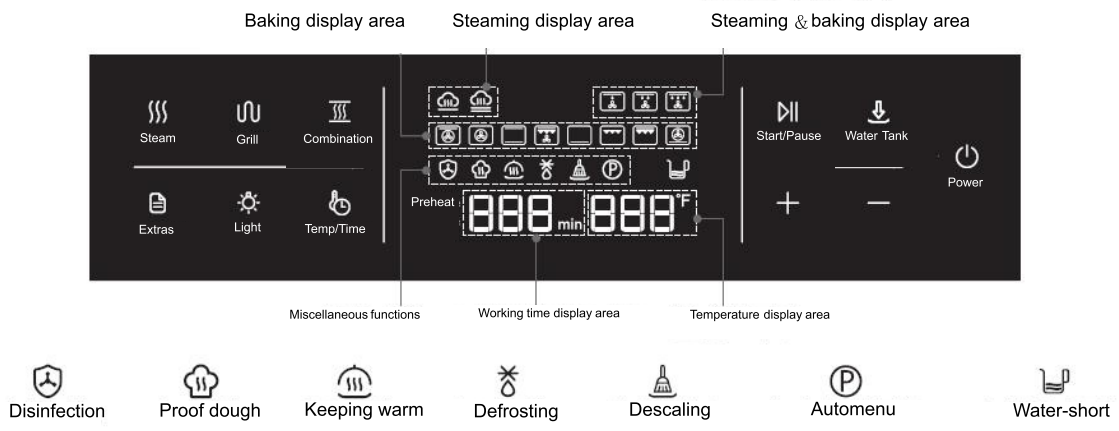 Baking display area
Steaming display area
Steaming & baking display area
Steam
Grill
Combination
Start/Pause
Water Tank
Power
Extras
Light
Temp/Time
Preheat
888 min
888 °F
+
−
Miscellaneous functions
Working time display area
Temperature display area
Disinfection
Proof dough
Keeping warm
Defrosting
Descaling
P
Automenu
Water-short